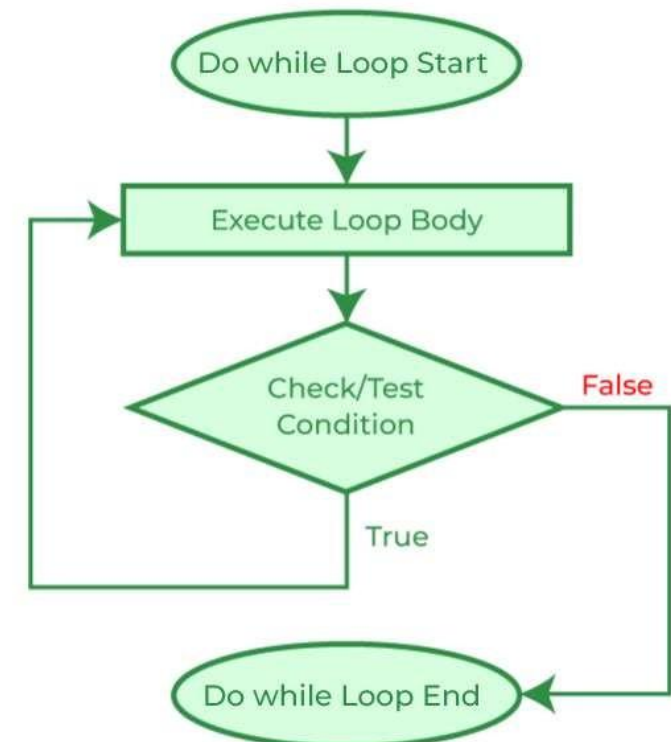 Do while Loop Start
Execute Loop Body
Check/Test
Condition
False
True
Do while Loop End